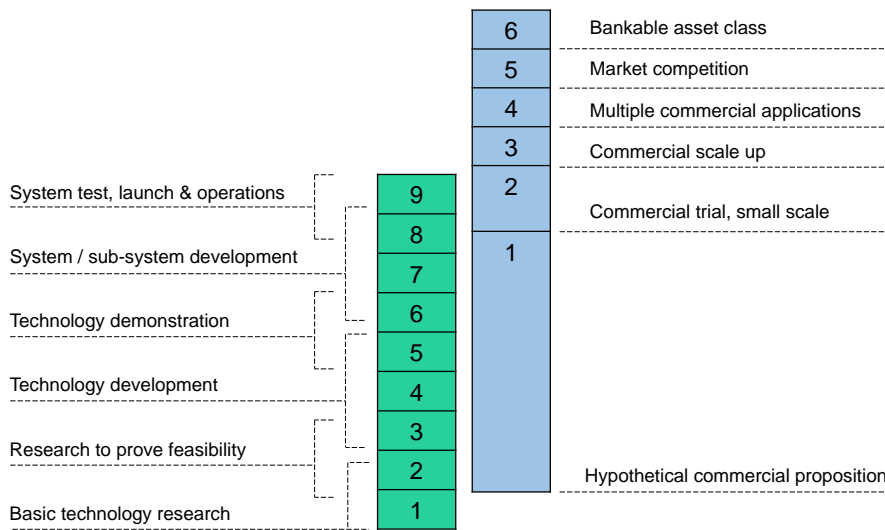 6 Bankable asset class
5 Market competition
4 Multiple commercial applications
3 Commercial scale up
System test, launch & operations 9 2
Commercial trial, small scale
8
System / sub-system development 1
7
6
Technology demonstration
5
Technology development 4
3
Research to prove feasibility
2
Hypothetical commercial proposition
Basic technology research 1